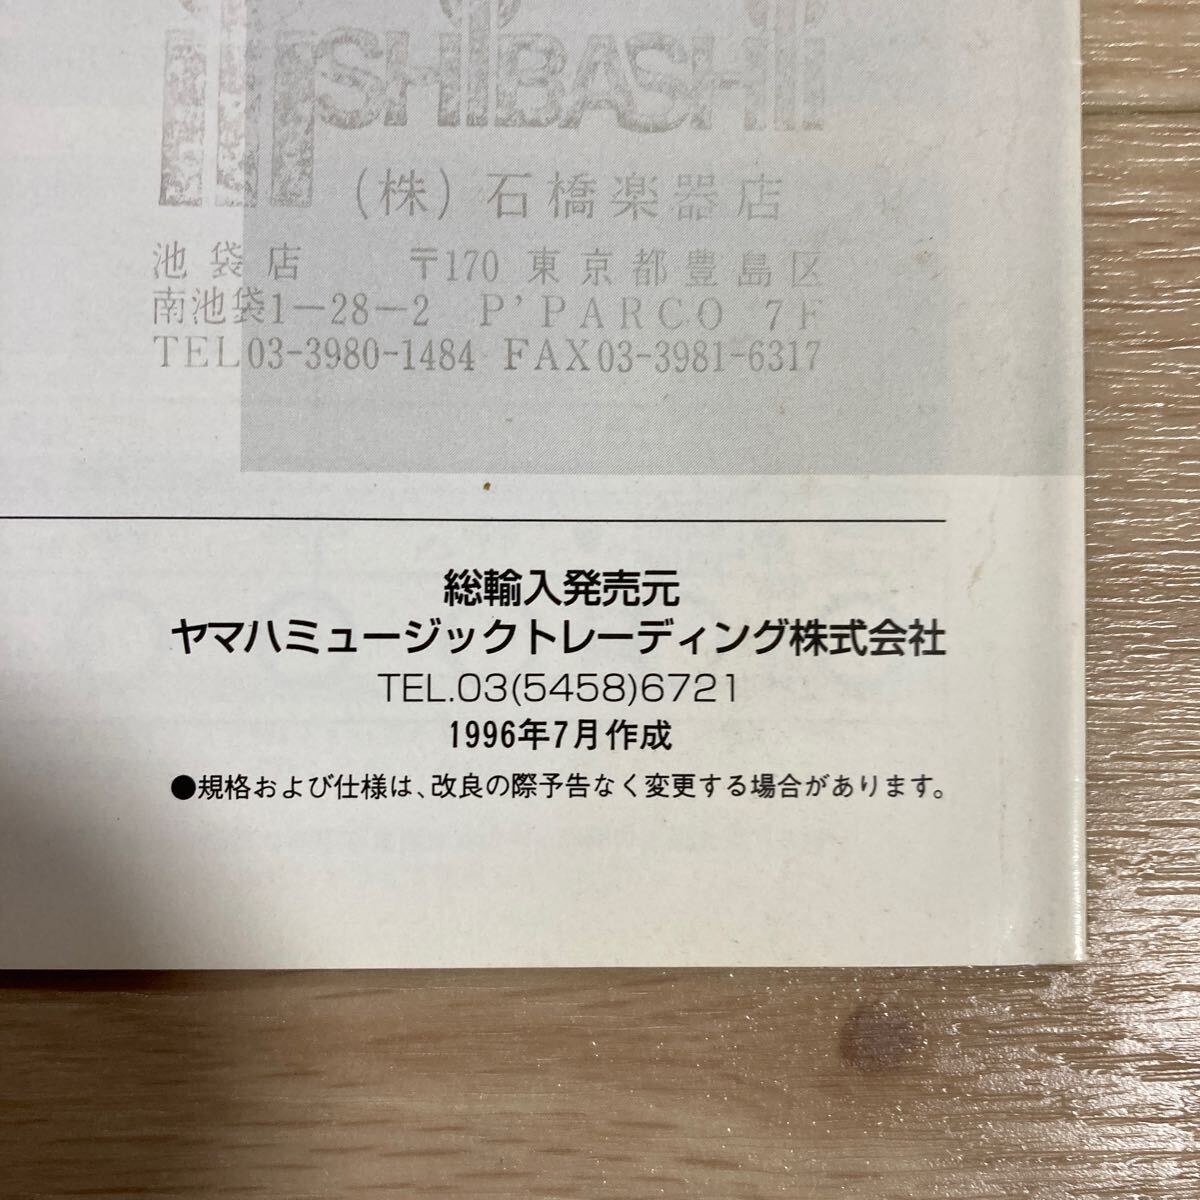 ISHIBASHI
(株) 石橋楽器店
池袋店 〒170 東京都豊島区
南池袋1-28-2 P'PARCO 7F
TEL03-3980-1484 FAX03-3981-6317
総輸入発売元
ヤマハミュージックトレーディング株式会社
TEL.03(5458)6721
1996年7月作成
●規格および仕様は、改良の際予告なく変更する場合があります。